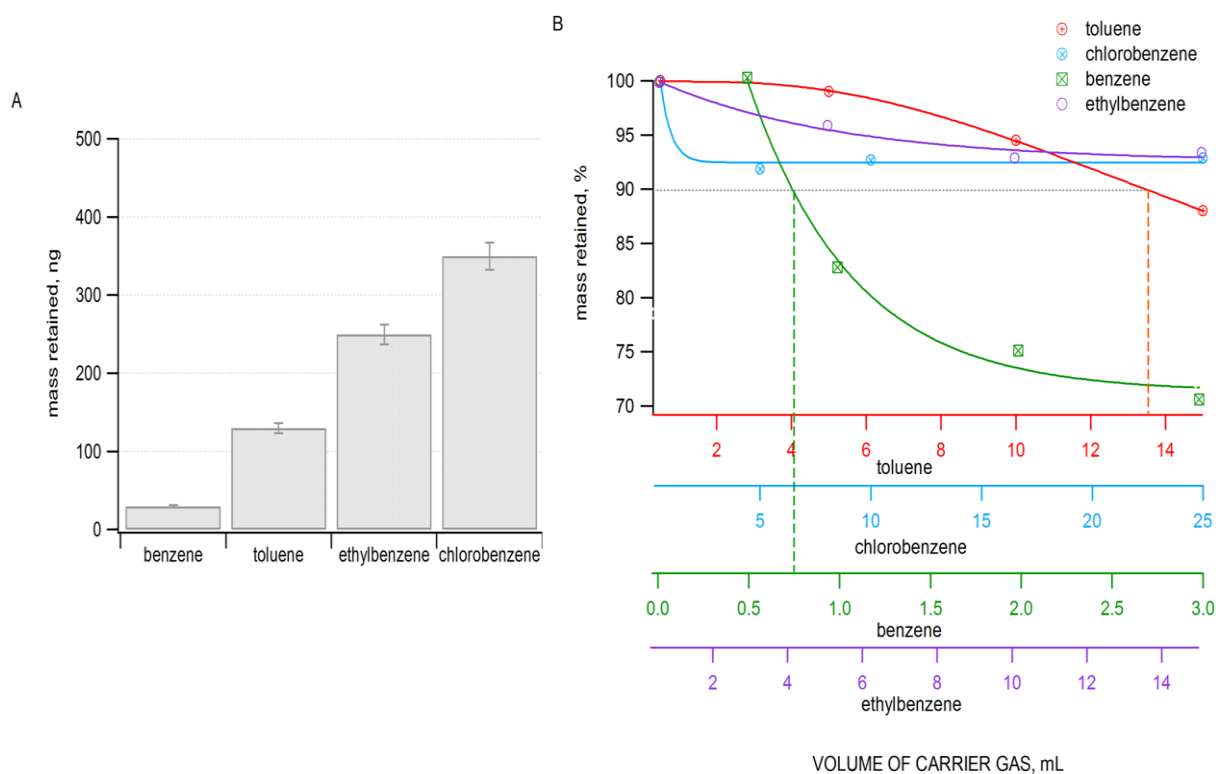 A
500
400
300
200
100
0
mass retained, ng
benzene toluene ethylbenzene chlorobenzene
B
toluene
chlorobenzene
benzene
ethylbenzene
100
95
90
85
80
75
70
mass retained, %
2 4 6 8 10 12 14
toluene
5 10 15 20 25
chlorobenzene
0.0 0.5 1.0 1.5 2.0 2.5 3.0
benzene
2 4 6 8 10 12 14
ethylbenzene
VOLUME OF CARRIER GAS, mL